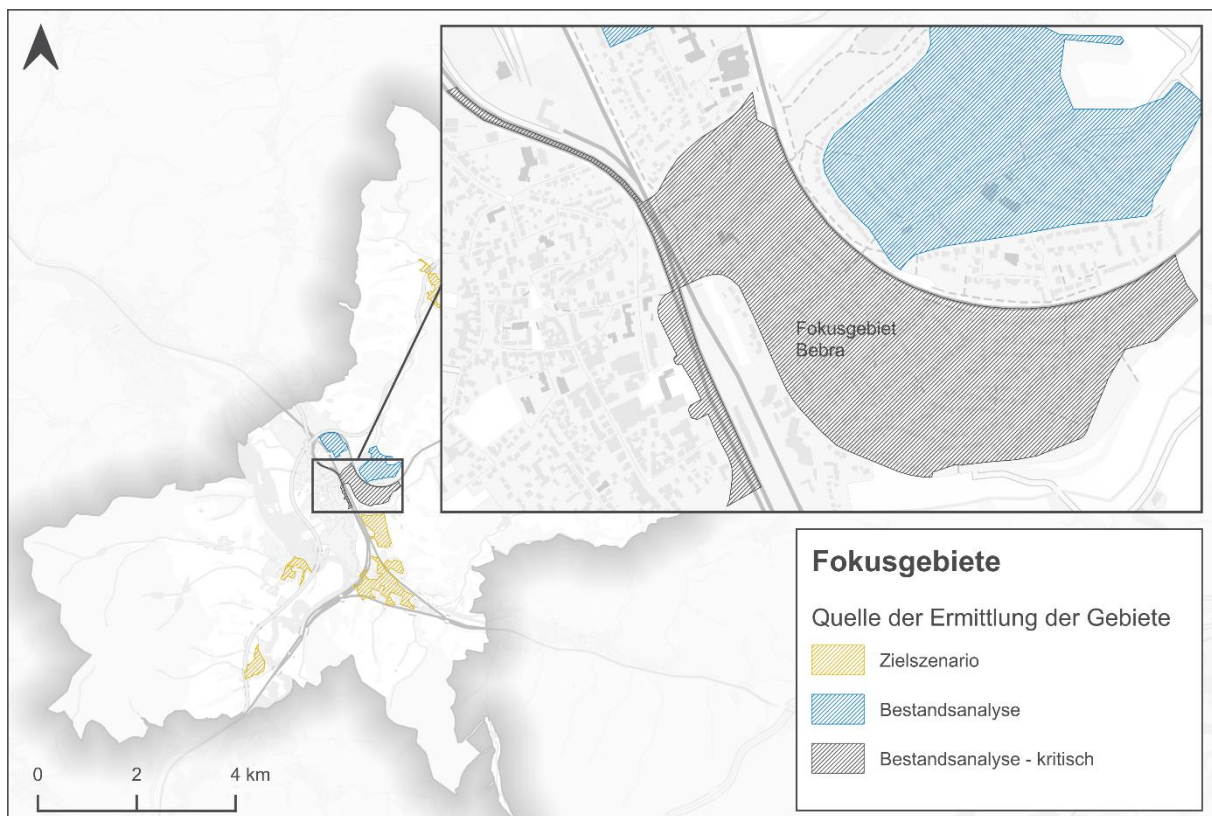 Fokusgebiet
Bebra
Fokusgebiete
Quelle der Ermittlung der Gebiete
Zielszenario
Bestandsanalyse
Bestandsanalyse - kritisch
0 2 4 km